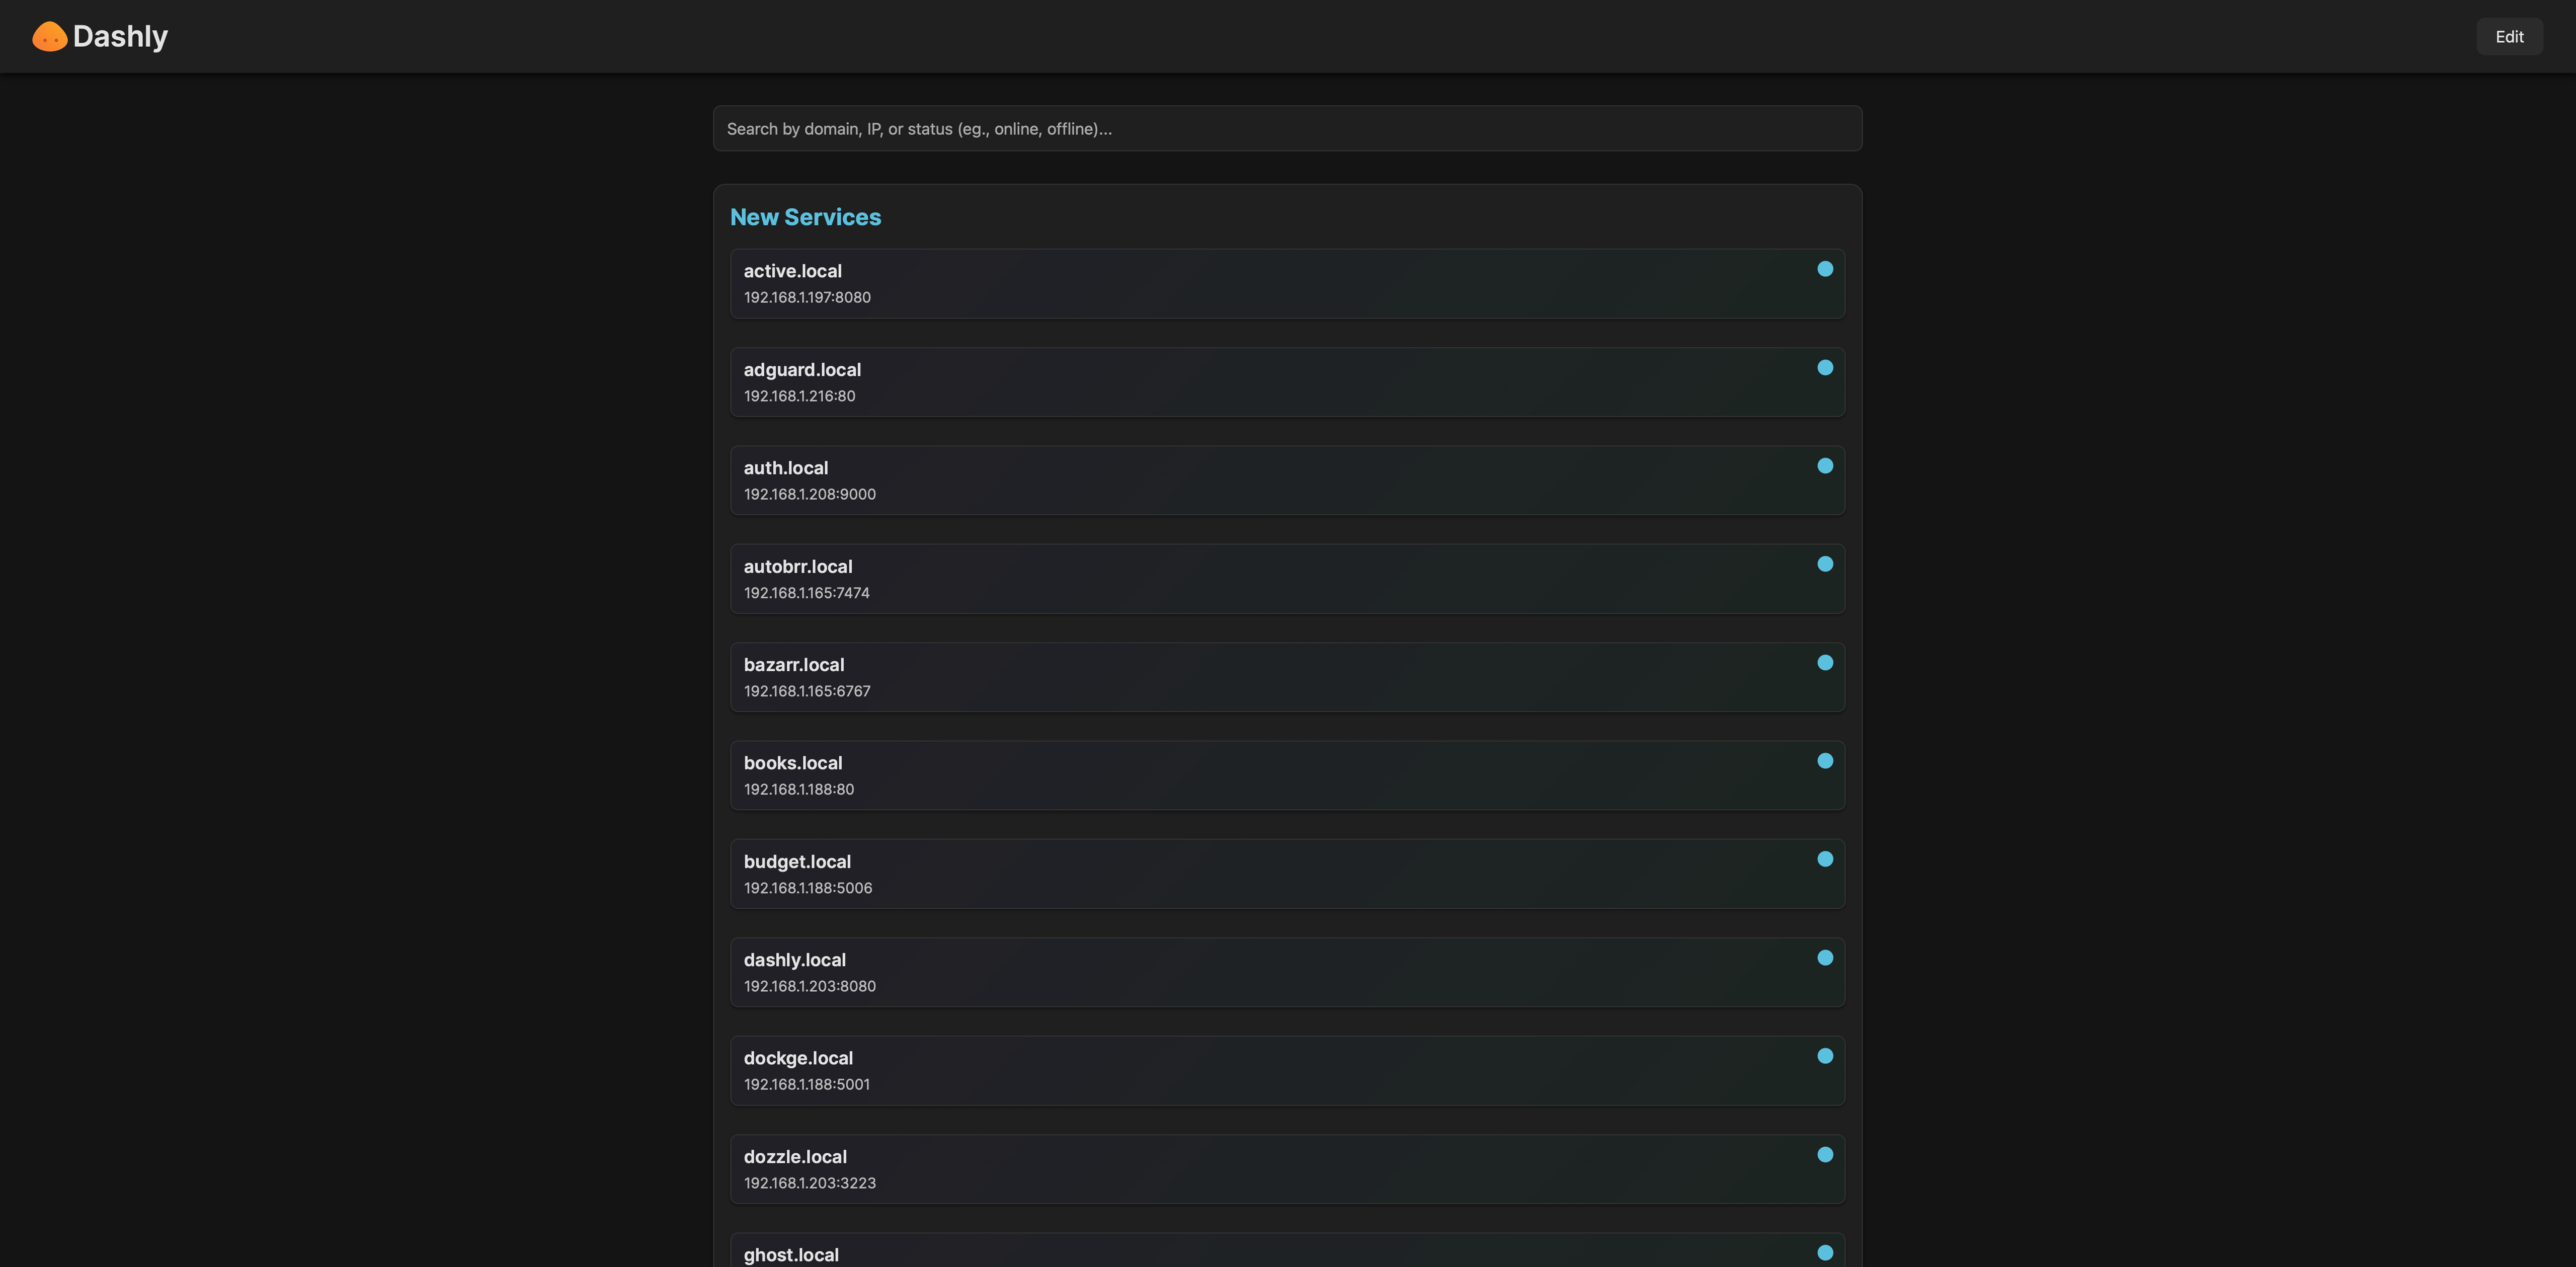 Dashly
Edit
Search by domain, IP, or status (eg., online, offline)...
New Services
active.local
192.168.1.197:8080
adguard.local
192.168.1.216:80
auth.local
192.168.1.208:9000
autobrr.local
192.168.1.165:7474
bazarr.local
192.168.1.165:6767
books.local
192.168.1.188:80
budget.local
192.168.1.188:5006
dashly.local
192.168.1.203:8080
dockge.local
192.168.1.188:5001
dozzle.local
192.168.1.203:3223
ghost.local